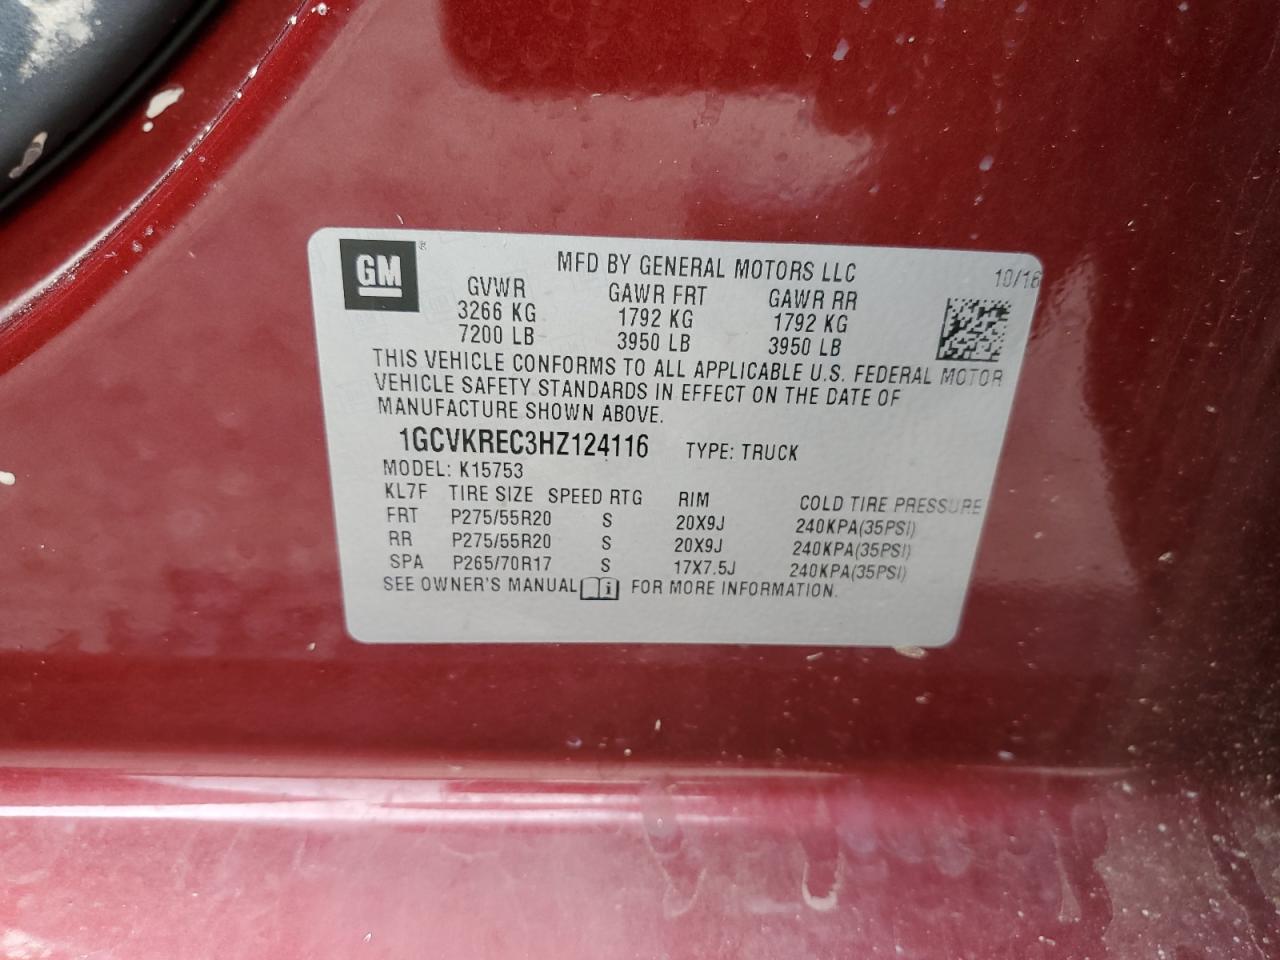 GM ®
MFD BY GENERAL MOTORS LLC 10/16
GVWR GAWR FRT GAWR RR
3266 KG 1792 KG 1792 KG
7200 LB 3950 LB 3950 LB
THIS VEHICLE CONFORMS TO ALL APPLICABLE U.S. FEDERAL MOTOR
VEHICLE SAFETY STANDARDS IN EFFECT ON THE DATE OF
MANUFACTURE SHOWN ABOVE.
1GCVKREC3HZ124116 TYPE: TRUCK
MODEL: K15753
KL7F TIRE SIZE SPEED RTG RIM COLD TIRE PRESSURE
FRT P275/55R20 S 20X9J 240KPA(35PSI)
RR P275/55R20 S 20X9J 240KPA(35PSI)
SPA P265/70R17 S 17X7.5J 240KPA(35PSI)
SEE OWNER'S MANUAL i FOR MORE INFORMATION.